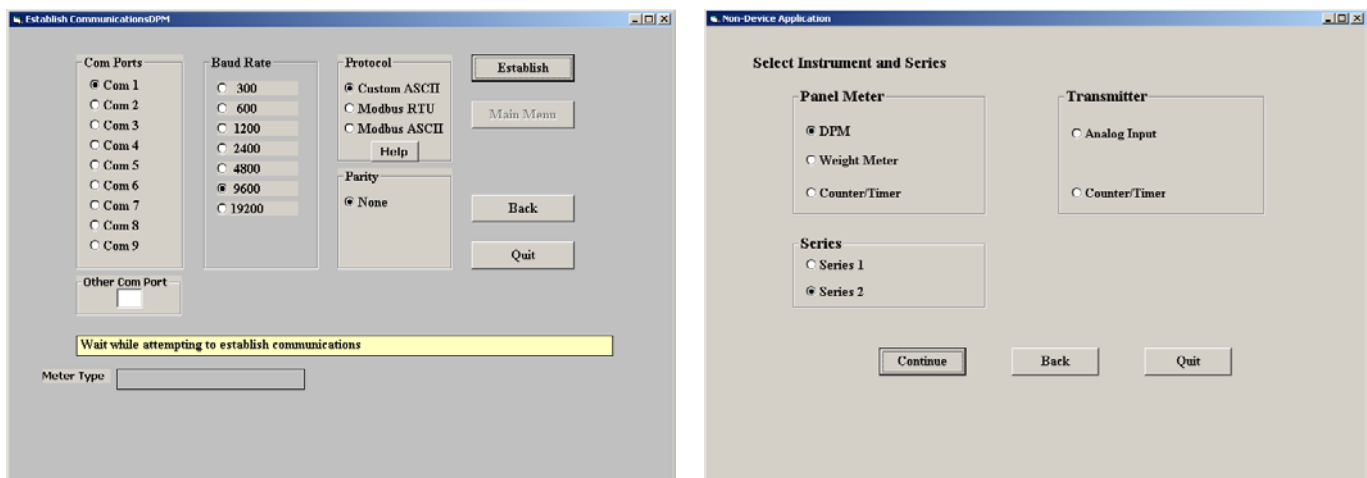 Establish CommunicationsDPM
Com Ports
Com 1
Com 2
Com 3
Com 4
Com 5
Com 6
Com 7
Com 8
Com 9
Other Com Port
Baud Rate
300
600
1200
2400
4800
9600
19200
Protocol
Custom ASCII
Modbus RTU
Modbus ASCII
Help
Parity
None
Establish
Main Menu
Back
Quit
Wait while attempting to establish communications
Meter Type
Non-Device Application
Select Instrument and Series
Panel Meter
DPM
Weight Meter
Counter/Timer
Transmitter
Analog Input
Counter/Timer
Series
Series 1
Series 2
Continue
Back
Quit